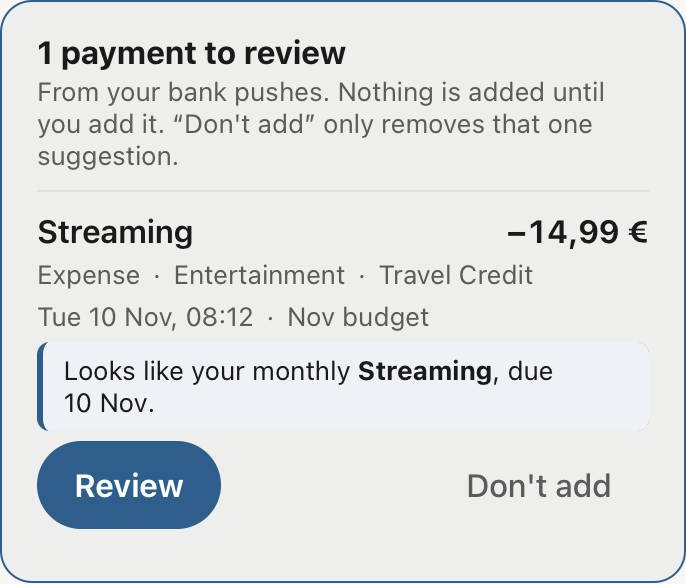 1 payment to review
From your bank pushes. Nothing is added until
you add it. “Don't add” only removes that one
suggestion.
Streaming −14,99 €
Expense · Entertainment · Travel Credit
Tue 10 Nov, 08:12 · Nov budget
Looks like your monthly Streaming, due
10 Nov.
Review Don't add